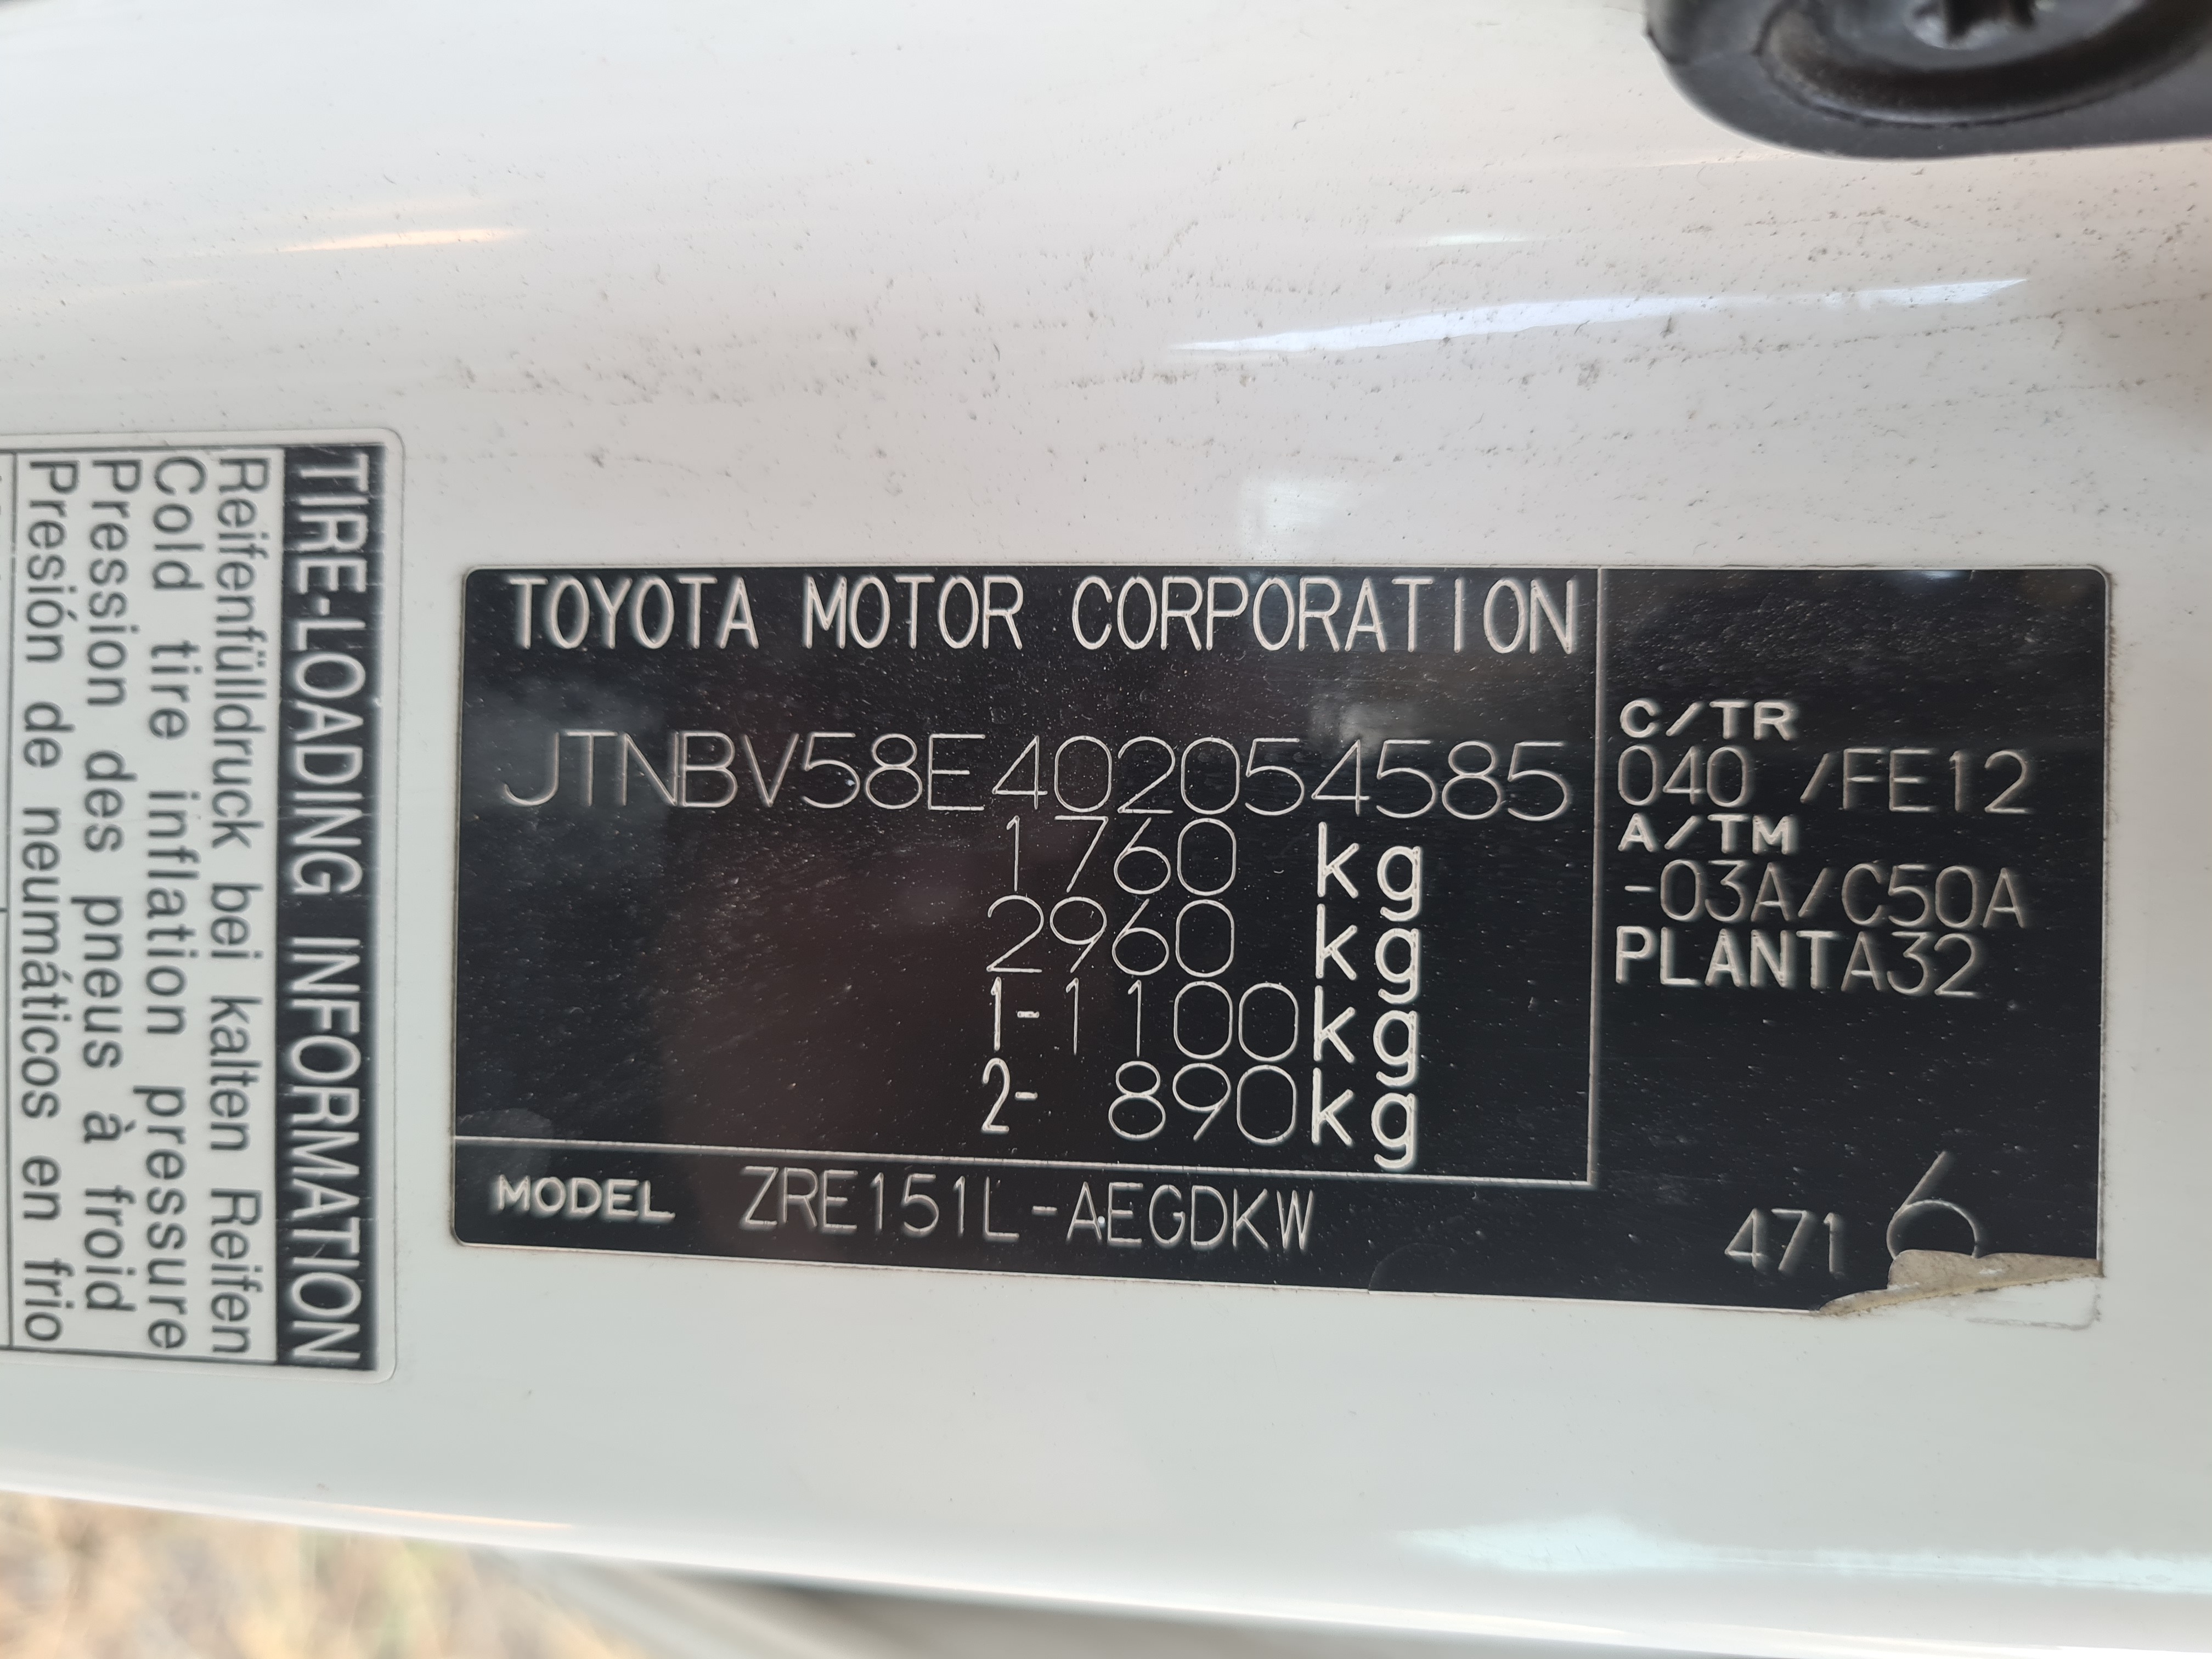 TOYOTA MOTOR CORPORATION
JTNBV58E402054585
1760 kg
2960 kg
1-1100kg
2- 890kg
MODEL ZRE151L-AEGDKW
C/TR
040 /FE12
A/TM
-03A/C50A
PLANTA32
471 6
TIRE-LOADING INFORMATION
Reifenfülldruck bei kalten Reifen
Cold tire inflation pressure
Pression des pneus à froid
Presión de neumáticos en frio